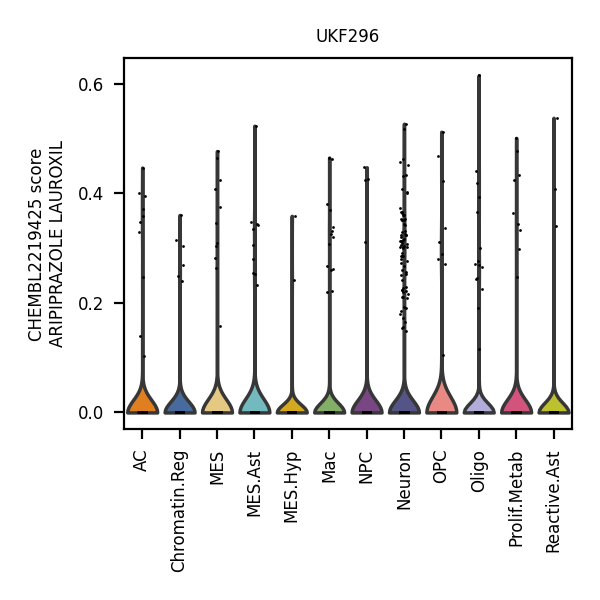 UKF296
CHEMBL2219425 score
ARIPIPRAZOLE LAUROXIL
0.6
0.4
0.2
0.0
AC
Chromatin.Reg
MES
MES.Ast
MES.Hyp
Mac
NPC
Neuron
OPC
Oligo
Prolif.Metab
Reactive.Ast